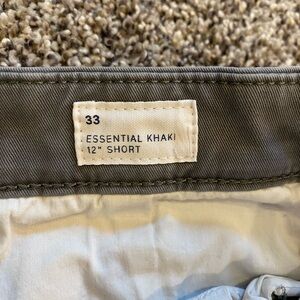 33
ESSENTIAL KHAKI
12" SHORT